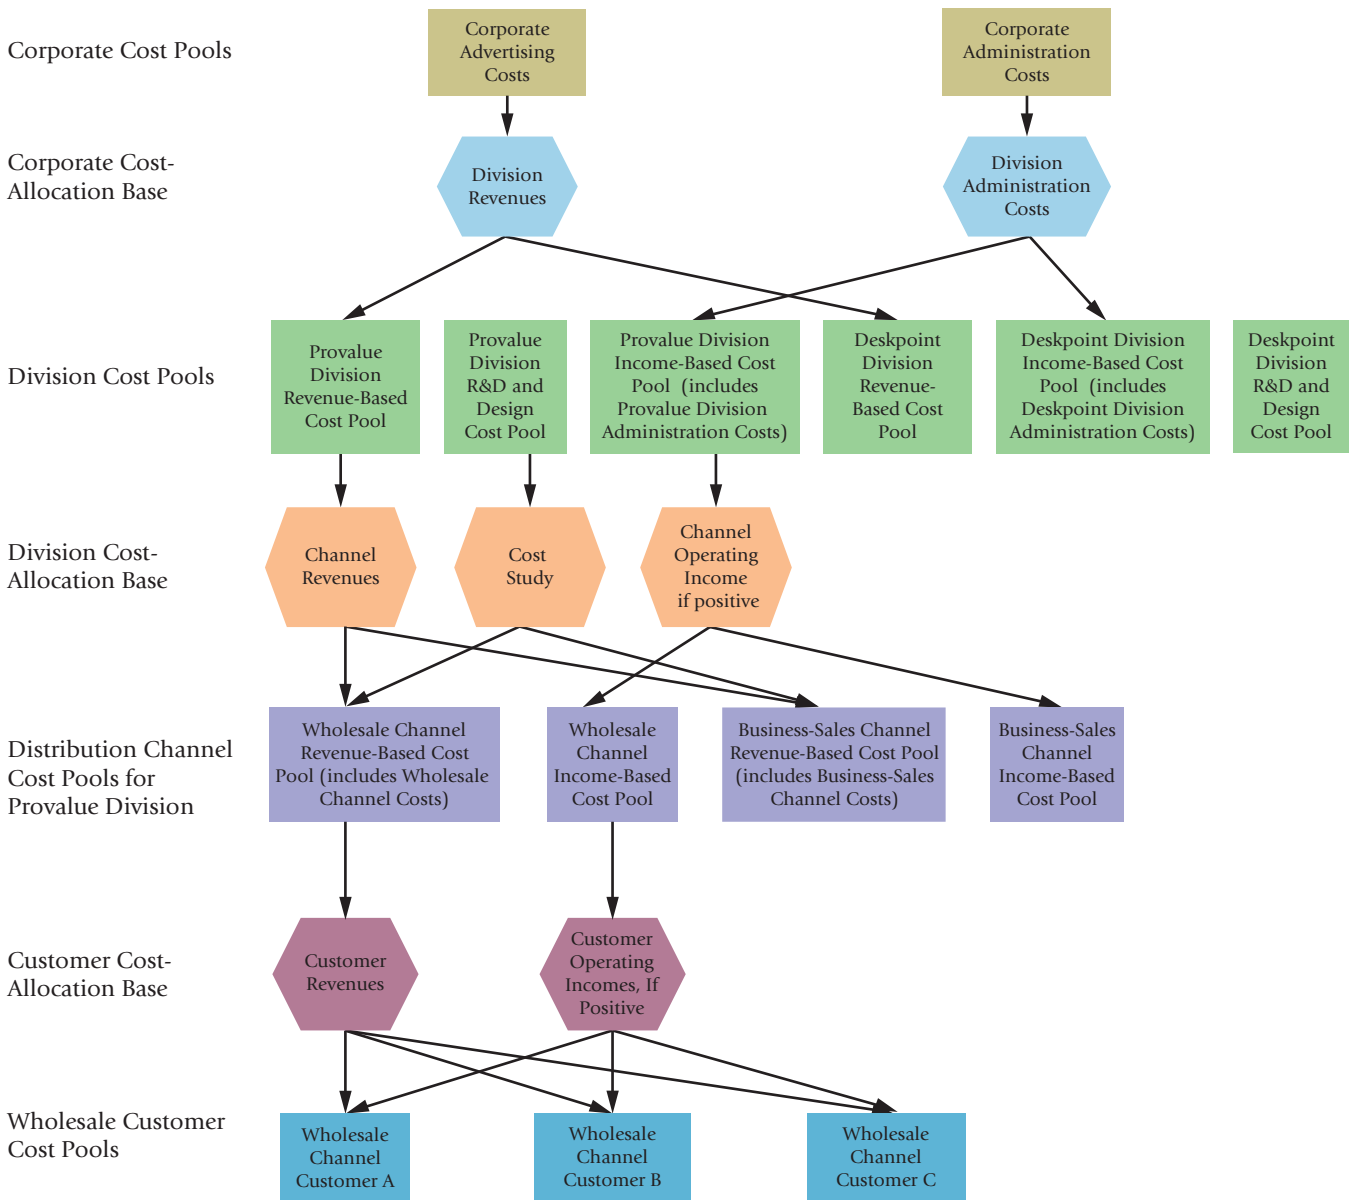 Corporate Cost Pools
Corporate
Advertising
Costs
Corporate
Administration
Costs
Corporate Cost-
Allocation Base
Division
Revenues
Division
Administration
Costs
Division Cost Pools
Provalue
Division
Revenue-Based
Cost Pool
Provalue
Division
R&D and
Design
Cost Pool
Provalue Division
Income-Based Cost
Pool (includes
Provalue Division
Administration Costs)
Deskpoint
Division
Revenue-
Based Cost
Pool
Deskpoint Division
Income-Based Cost
Pool (includes
Deskpoint Division
Administration Costs)
Deskpoint
Division
R&D and
Design
Cost Pool
Division Cost-
Allocation Base
Channel
Revenues
Cost
Study
Channel
Operating
Income
if positive
Distribution Channel
Cost Pools for
Provalue Division
Wholesale Channel
Revenue-Based Cost
Pool (includes Wholesale
Channel Costs)
Wholesale
Channel
Income-Based
Cost Pool
Business-Sales Channel
Revenue-Based Cost Pool
(includes Business-Sales
Channel Costs)
Business-Sales
Channel
Income-Based
Cost Pool
Customer Cost-
Allocation Base
Customer
Revenues
Customer
Operating
Incomes, If
Positive
Wholesale Customer
Cost Pools
Wholesale
Channel
Customer A
Wholesale
Channel
Customer B
Wholesale
Channel
Customer C